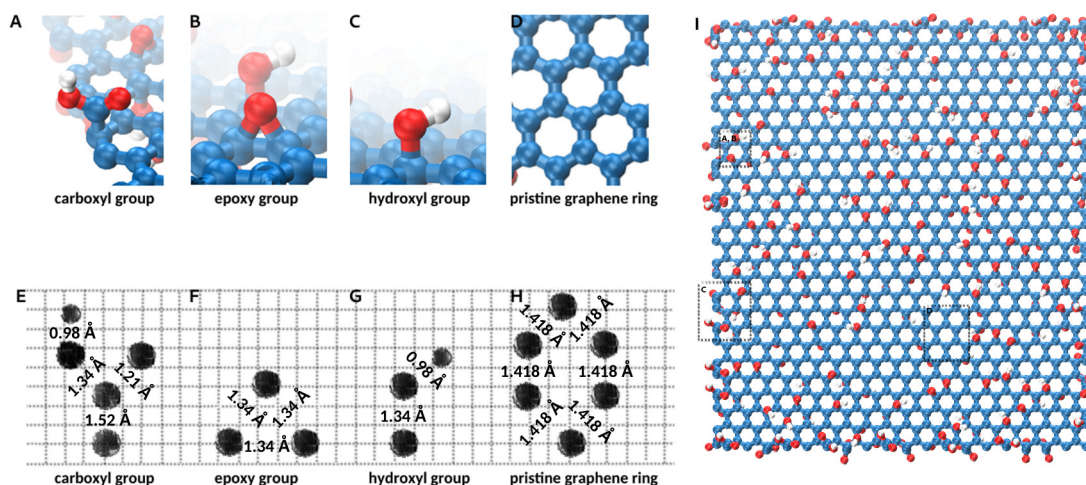 A B C D I
carboxyl group epoxy group hydroxyl group pristine graphene ring
A, B
C
D
E F G H
0.98 Å
1.34 Å 1.21 Å
1.52 Å
1.34 Å 1.34 Å
1.34 Å
0.98 Å
1.34 Å
1.418 Å 1.418 Å
1.418 Å 1.418 Å
1.418 Å 1.418 Å
carboxyl group epoxy group hydroxyl group pristine graphene ring